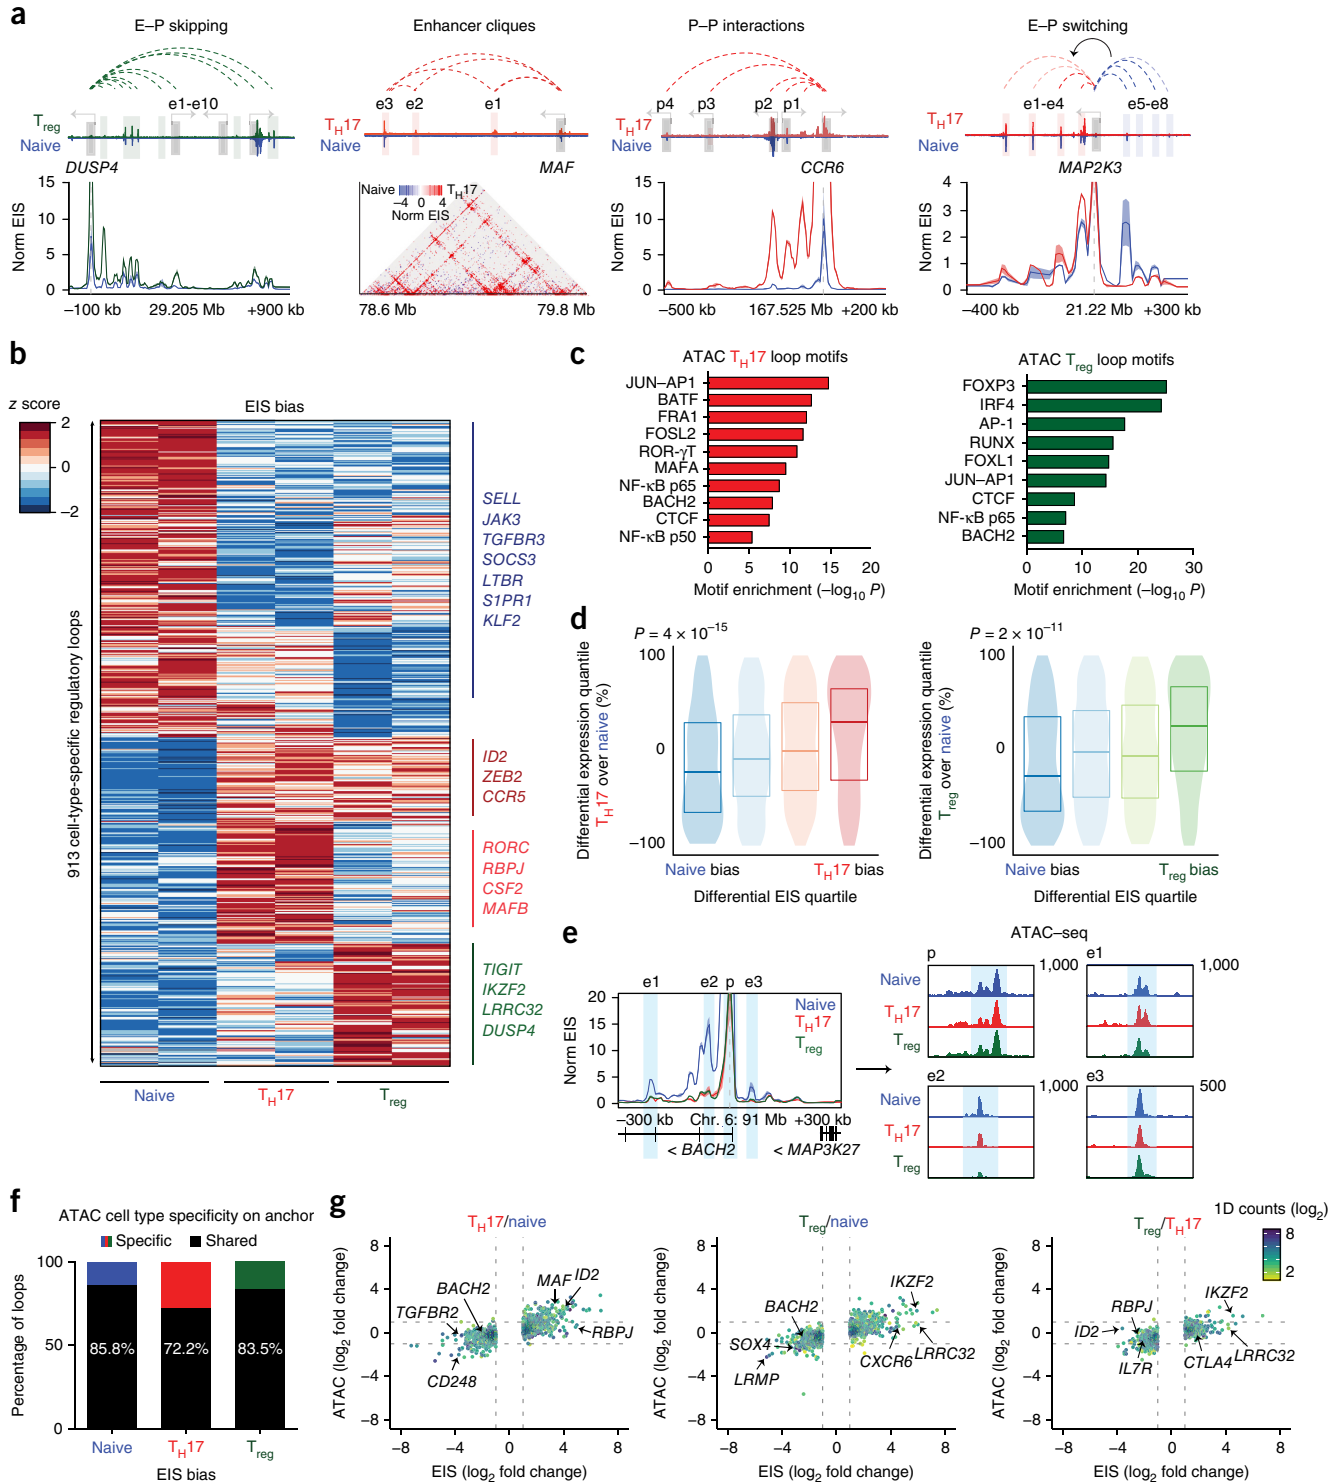 a
E–P skipping
Enhancer cliques
P–P interactions
E–P switching
e1-e10
e3 e2 e1
p4 p3 p2 p1
e1-e4 e5-e8
Treg
Naive
TH17
Naive
TH17
Naive
TH17
Naive
DUSP4
MAF
CCR6
MAP2K3
Norm EIS
15
10
5
0
–100 kb 29.205 Mb +900 kb
Naive TH17
–4 0 4
Norm EIS
78.6 Mb 79.8 Mb
Norm EIS
15
10
5
0
–500 kb 167.525 Mb +200 kb
Norm EIS
4
3
2
1
0
–400 kb 21.22 Mb +300 kb
b
z score
2
0
–2
EIS bias
913 cell-type-specific regulatory loops
SELL
JAK3
TGFBR3
SOCS3
LTBR
S1PR1
KLF2
ID2
ZEB2
CCR5
RORC
RBPJ
CSF2
MAFB
TIGIT
IKZF2
LRRC32
DUSP4
Naive TH17 Treg
c
ATAC TH17 loop motifs
JUN–AP1
BATF
FRA1
FOSL2
ROR-γT
MAFA
NF-κB p65
BACH2
CTCF
NF-κB p50
0 5 10 15 20
Motif enrichment (–log10 P)
ATAC Treg loop motifs
FOXP3
IRF4
AP-1
RUNX
FOXL1
JUN–AP1
CTCF
NF-κB p65
BACH2
0 10 20 30
Motif enrichment (–log10 P)
d
P = 4 × 10–15
Differential expression quantile
TH17 over naive (%)
100
0
–100
Naive bias TH17 bias
Differential EIS quartile
P = 2 × 10–11
Differential expression quantile
Treg over naive (%)
100
0
–100
Naive bias Treg bias
Differential EIS quartile
e
e1 e2 p e3
Norm EIS
20
10
0
Naive
TH17
Treg
–300 kb Chr. 6: 91 Mb +300 kb
< BACH2 < MAP3K27
ATAC–seq
p 1,000
e1 1,000
Naive
TH17
Treg
e2 1,000
e3 500
Naive
TH17
Treg
f
ATAC cell type specificity on anchor
Specific Shared
Percentage of loops
100
50
0
85.8% 72.2% 83.5%
Naive TH17 Treg
EIS bias
g
TH17/naive
ATAC (log2 fold change)
8
4
0
–4
–8
BACH2
MAF
ID2
TGFBR2
RBPJ
CD248
–8 –4 0 4 8
EIS (log2 fold change)
Treg/naive
ATAC (log2 fold change)
8
4
0
–4
–8
IKZF2
BACH2
SOX4
CXCR6
LRRC32
LRMP
–8 –4 0 4 8
EIS (log2 fold change)
Treg/TH17
ATAC (log2 fold change)
8
4
0
–4
–8
IKZF2
RBPJ
ID2
IL7R
CTLA4
LRRC32
–8 –4 0 4 8
EIS (log2 fold change)
1D counts (log2)
8
2